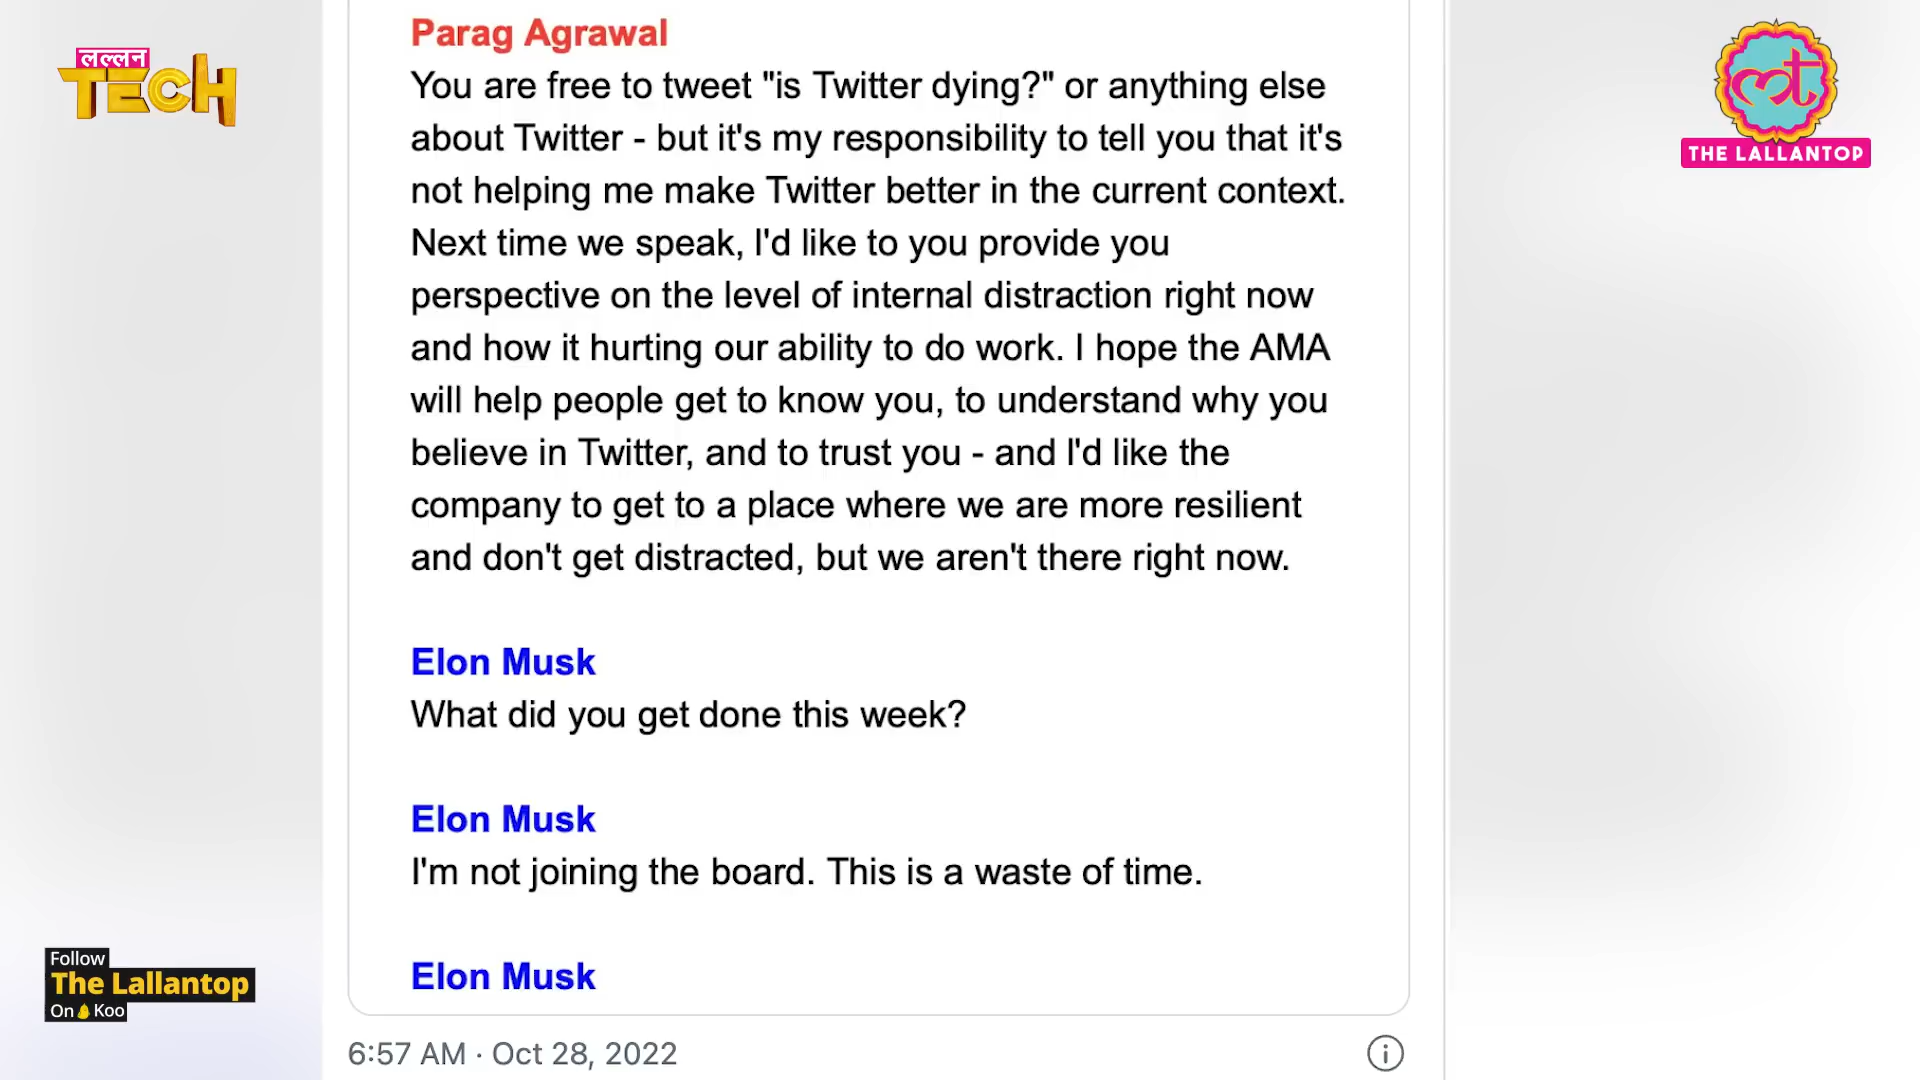 लल्लन
TECH
THE LALLANTOP
Parag Agrawal
You are free to tweet "is Twitter dying?" or anything else
about Twitter - but it's my responsibility to tell you that it's
not helping me make Twitter better in the current context.
Next time we speak, I'd like to you provide you
perspective on the level of internal distraction right now
and how it hurting our ability to do work. I hope the AMA
will help people get to know you, to understand why you
believe in Twitter, and to trust you - and I'd like the
company to get to a place where we are more resilient
and don't get distracted, but we aren't there right now.
Elon Musk
What did you get done this week?
Elon Musk
I'm not joining the board. This is a waste of time.
Elon Musk
6:57 AM · Oct 28, 2022
Follow
The Lallantop
On Koo